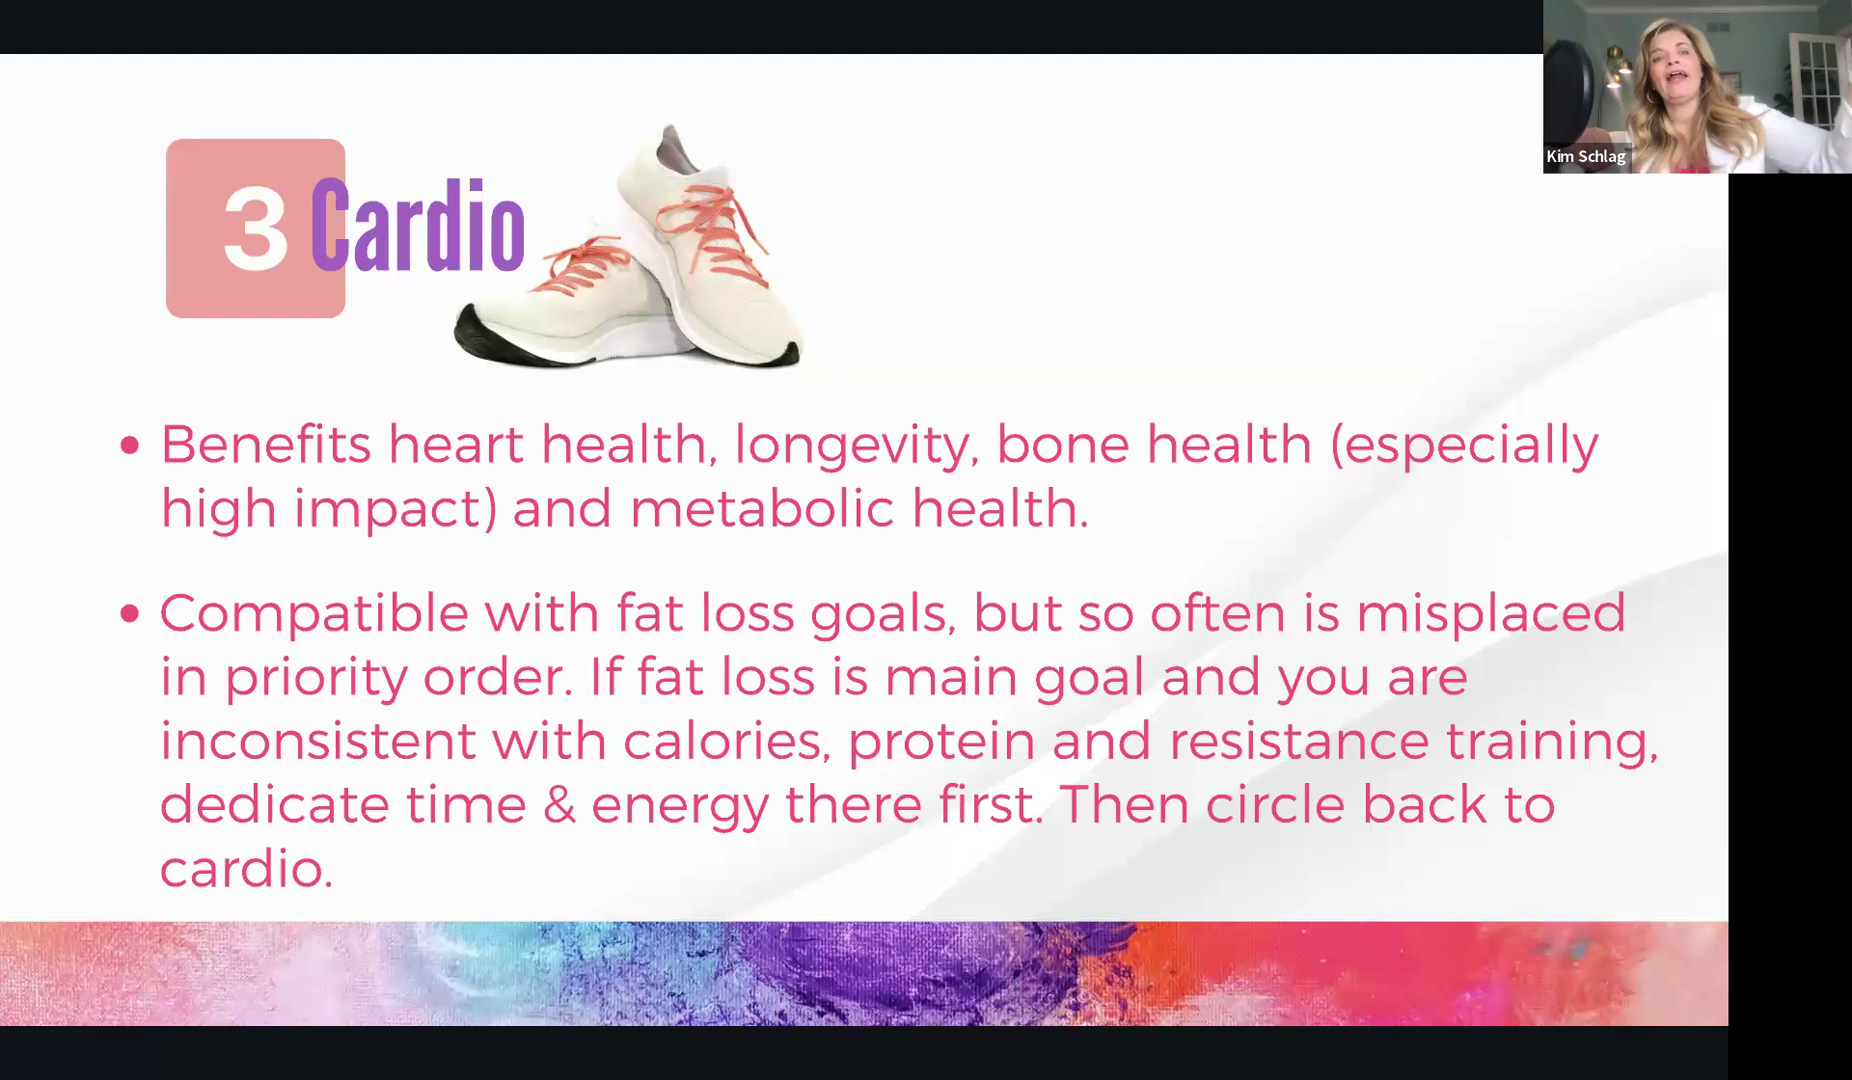 Kim Schlag
3 Cardio
• Benefits heart health, longevity, bone health (especially
high impact) and metabolic health.
• Compatible with fat loss goals, but so often is misplaced
in priority order. If fat loss is main goal and you are
inconsistent with calories, protein and resistance training,
dedicate time & energy there first. Then circle back to
cardio.